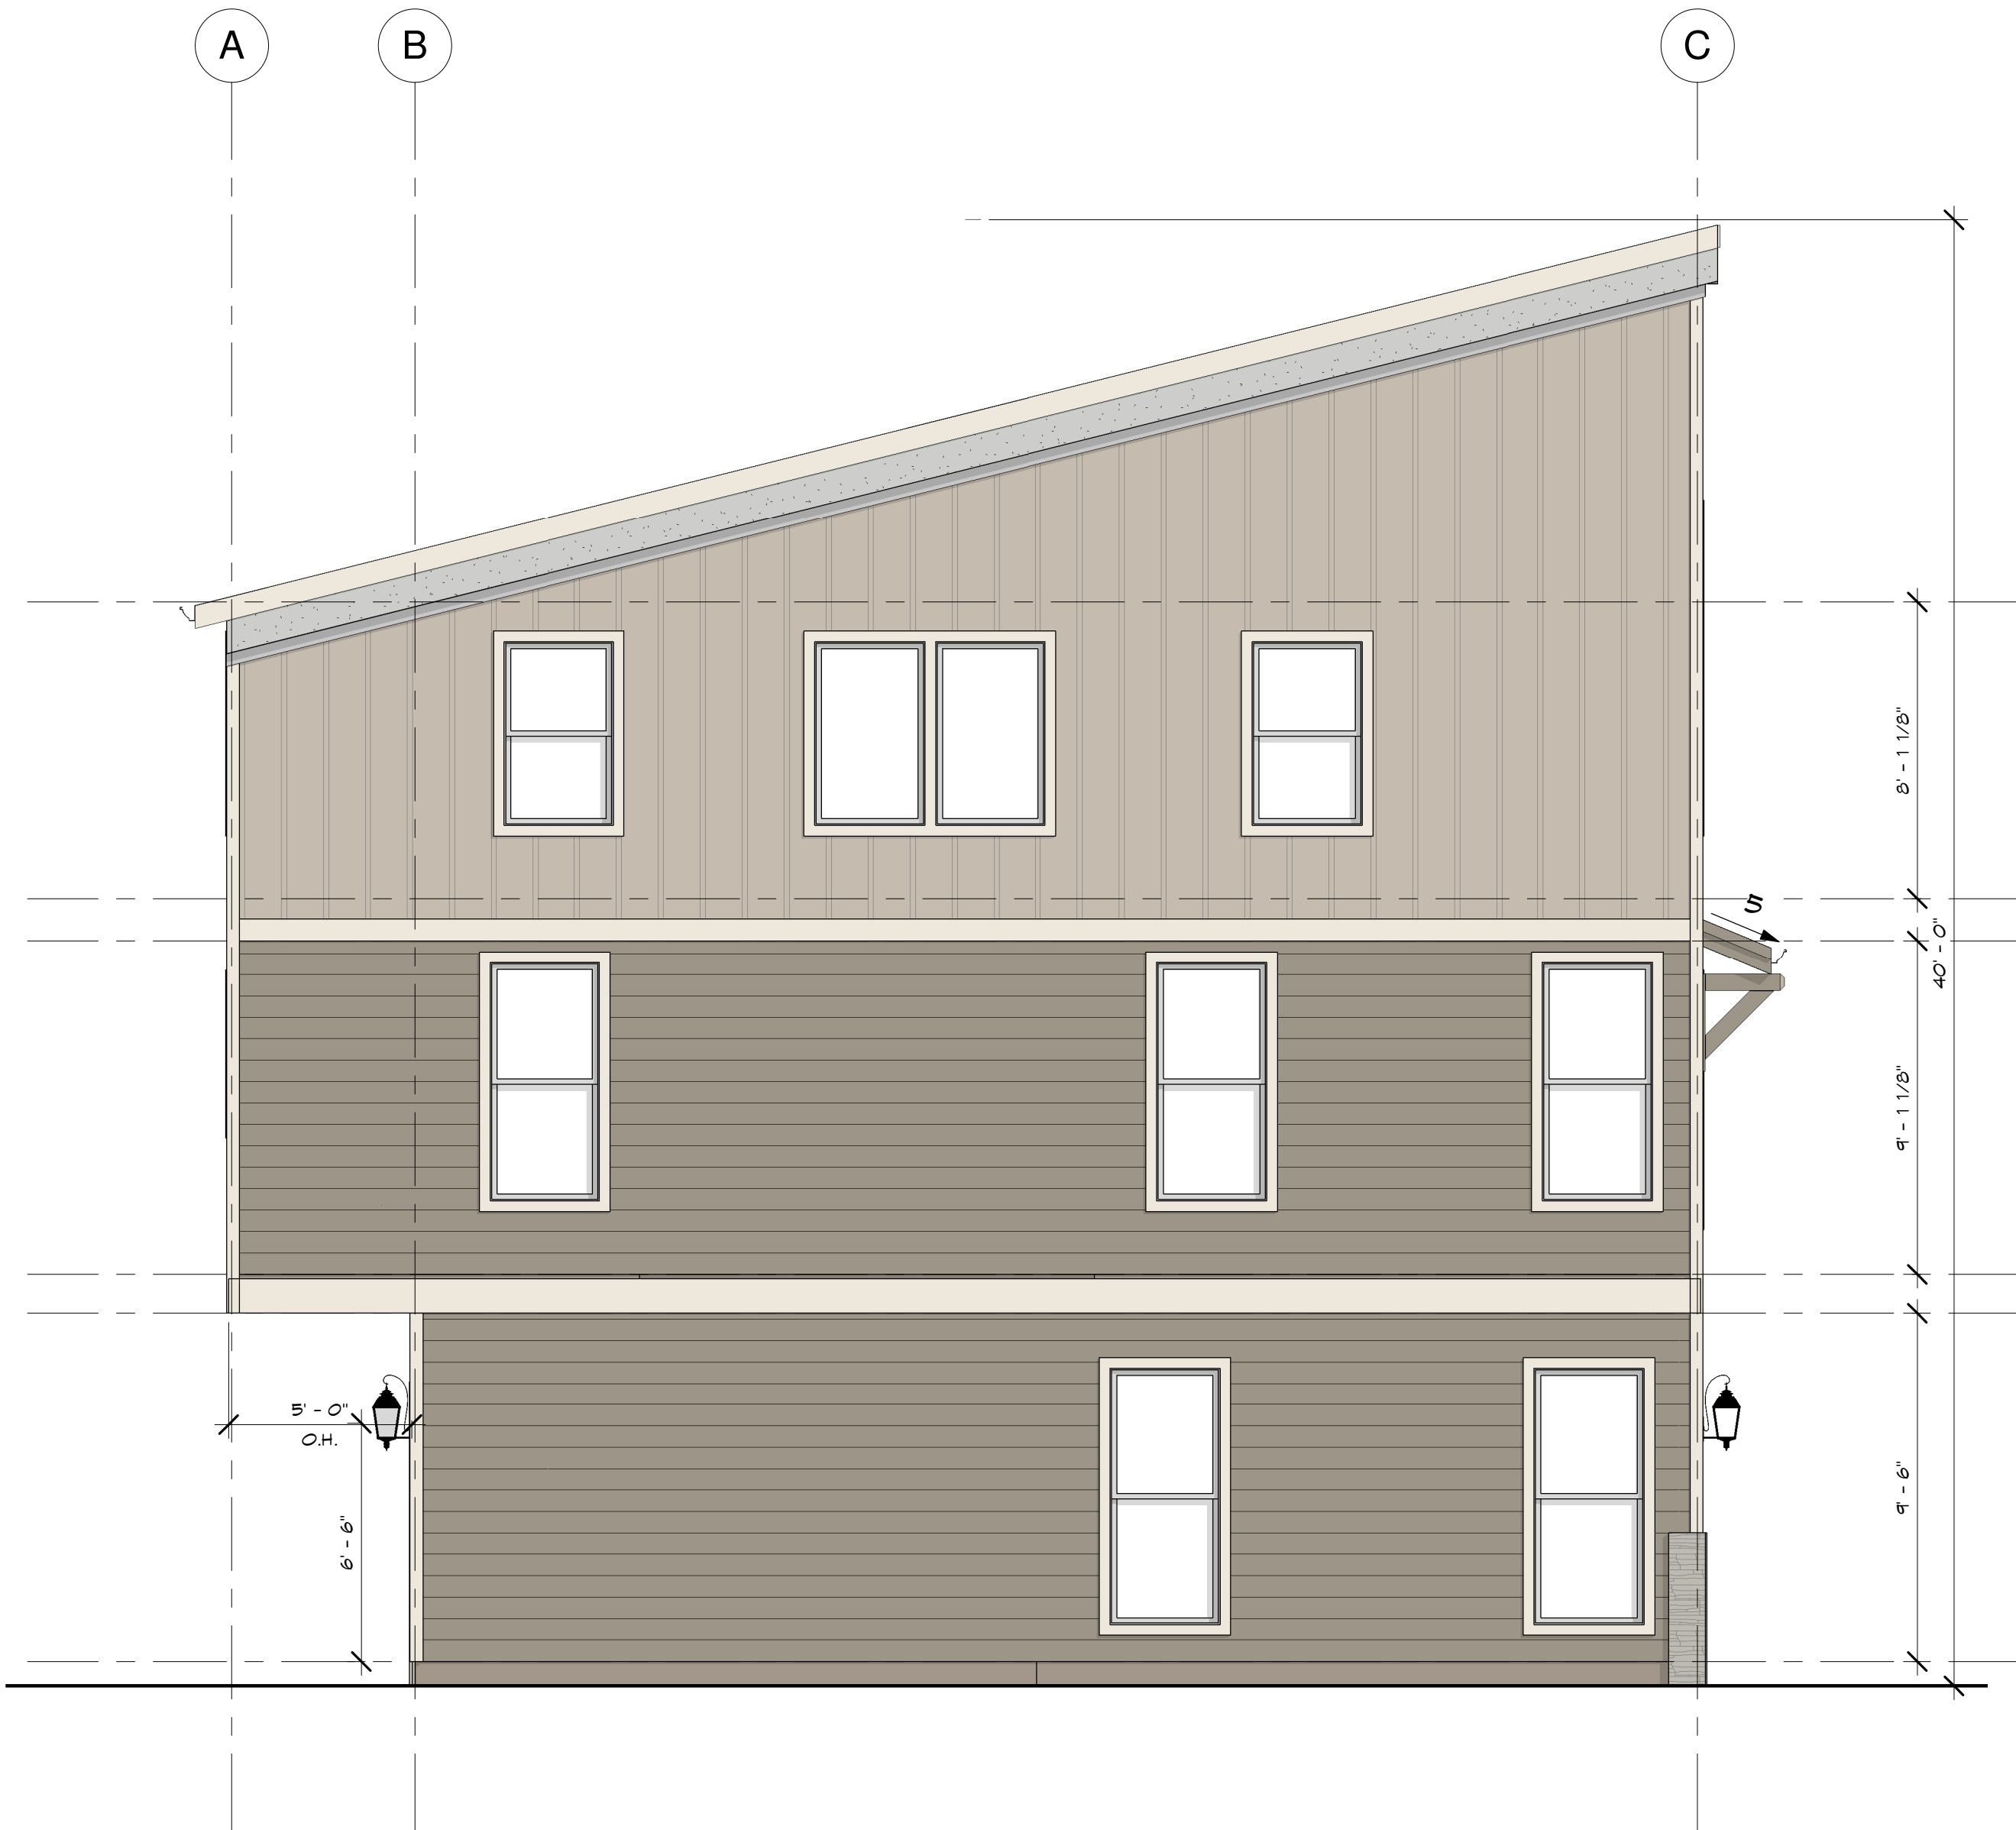 A
B
C
8' - 1 1/8"
5
40' - 0"
9' - 1 1/8"
5' - 0"
O.H.
9' - 6"
6' - 6"